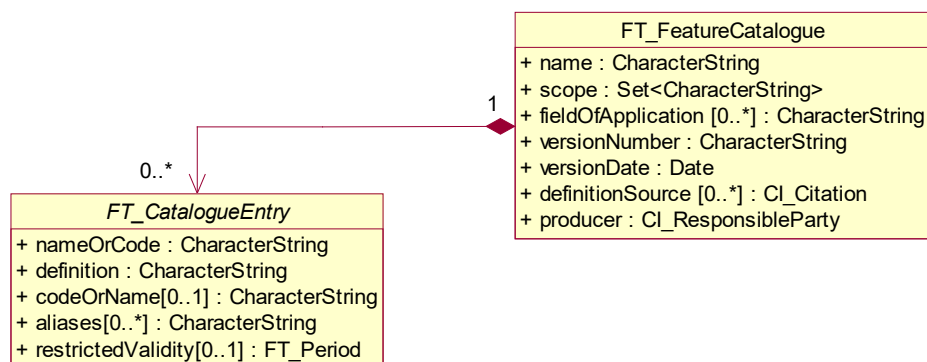 FT_FeatureCatalogue
+ name : CharacterString
+ scope : Set<CharacterString>
+ fieldOfApplication [0..*] : CharacterString
+ versionNumber : CharacterString
+ versionDate : Date
+ definitionSource [0..*] : CI_Citation
+ producer : CI_ResponsibleParty
1
0..*
FT_CatalogueEntry
+ nameOrCode : CharacterString
+ definition : CharacterString
+ codeOrName[0..1] : CharacterString
+ aliases[0..*] : CharacterString
+ restrictedValidity[0..1] : FT_Period